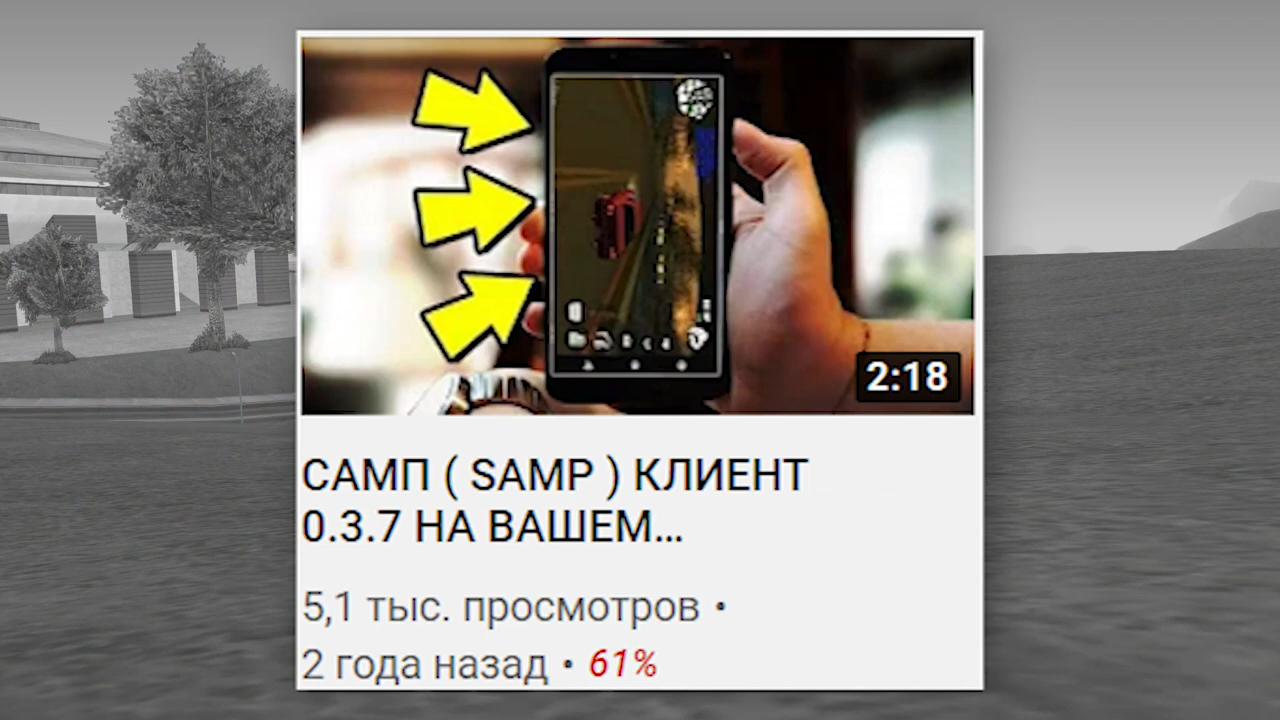 2:18
САМП ( SAMP ) КЛИЕНТ
0.3.7 НА ВАШЕМ...
5,1 тыс. просмотров •
2 года назад • 61%